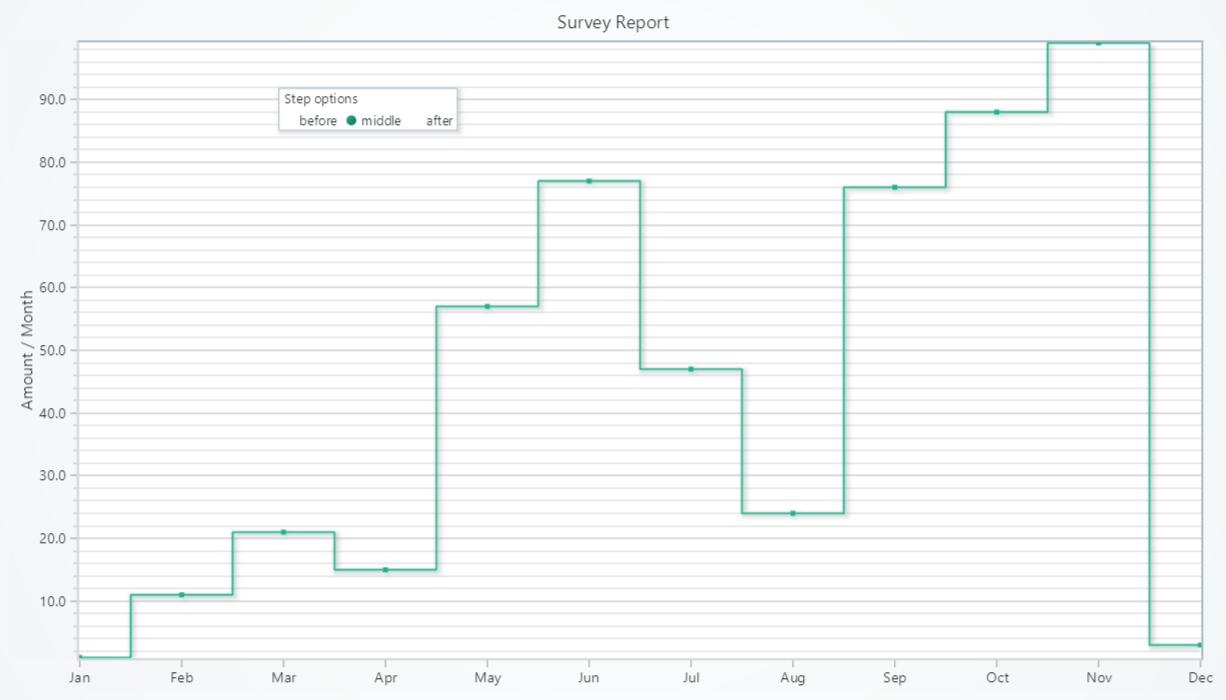 Survey Report
Step options
before middle after
Amount / Month
90.0
80.0
70.0
60.0
50.0
40.0
30.0
20.0
10.0
Jan Feb Mar Apr May Jun Jul Aug Sep Oct Nov Dec